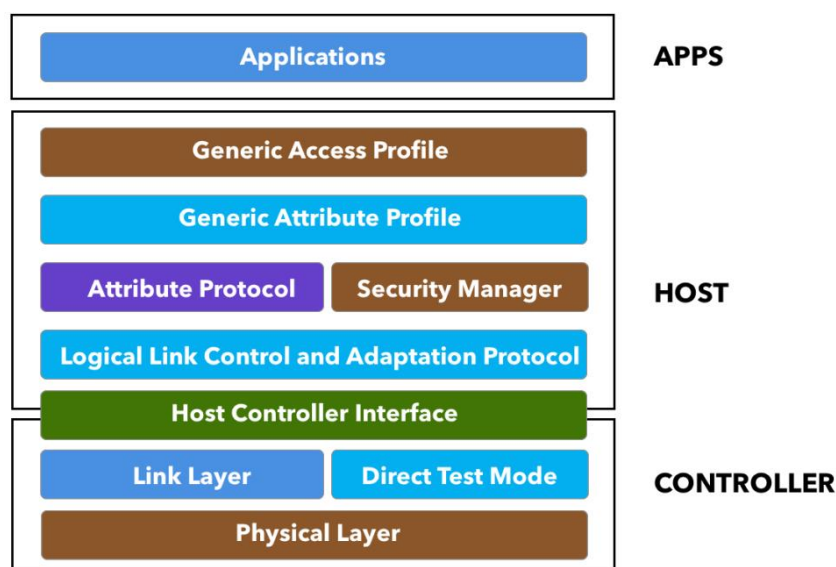 Applications
APPS
Generic Access Profile
Generic Attribute Profile
Attribute Protocol
Security Manager
HOST
Logical Link Control and Adaptation Protocol
Host Controller Interface
Link Layer
Direct Test Mode
CONTROLLER
Physical Layer